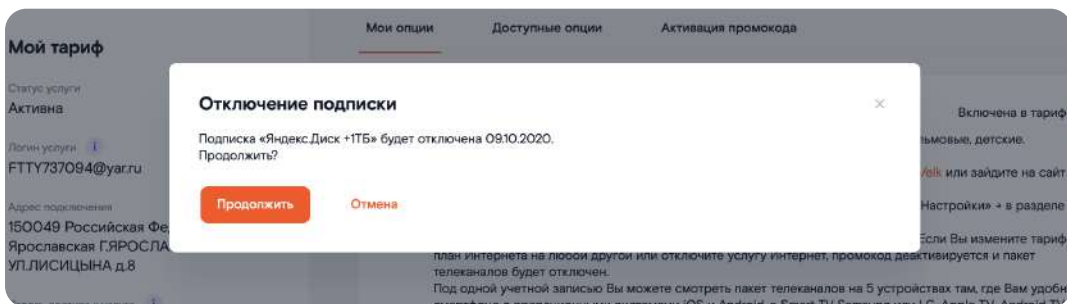 Мои опции
Доступные опции
Активация промокода
Мой тариф
Статус услуги
Активна
Логин услуги i
FTTY737094@yar.ru
Адрес подключения
150049 Российская Фе
Ярославская Г.ЯРОСЛА
УЛ.ЛИСИЦЫНА д.8
Отключение подписки
Подписка «Яндекс.Диск +1ТБ» будет отключена 09.10.2020.
Продолжить?
Продолжить
Отмена
Включена в тариф
детские.
или зайдите на сайт
Настройки» → в разделе
Если Вы измените тариф
план Интернета на любой другой или отключите услугу Интернет, промокод деактивируется и пакет
телеканалов будет отключен.
Под одной учетной записью Вы можете смотреть пакет телеканалов на 5 устройствах там, где Вам